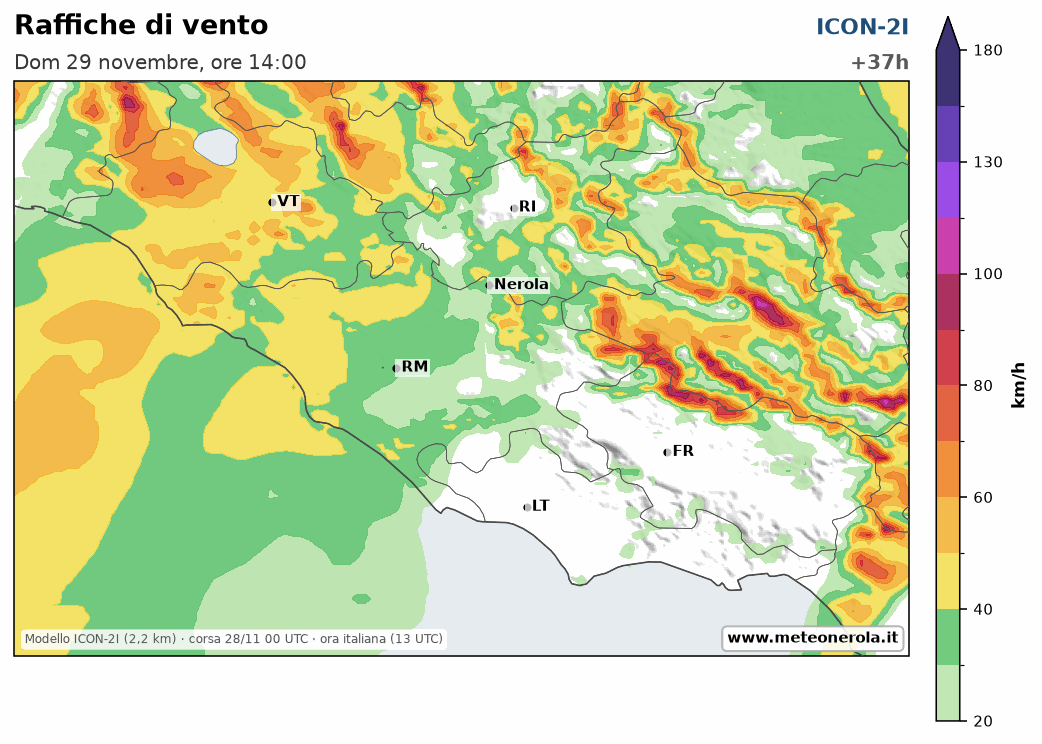 Raffiche di vento
ICON-2I
Dom 29 novembre, ore 14:00
+37h
180
130
100
80
60
40
20
km/h
VT
RI
Nerola
RM
FR
LT
Modello ICON-2I (2,2 km) · corsa 28/11 00 UTC · ora italiana (13 UTC)
www.meteonerola.it